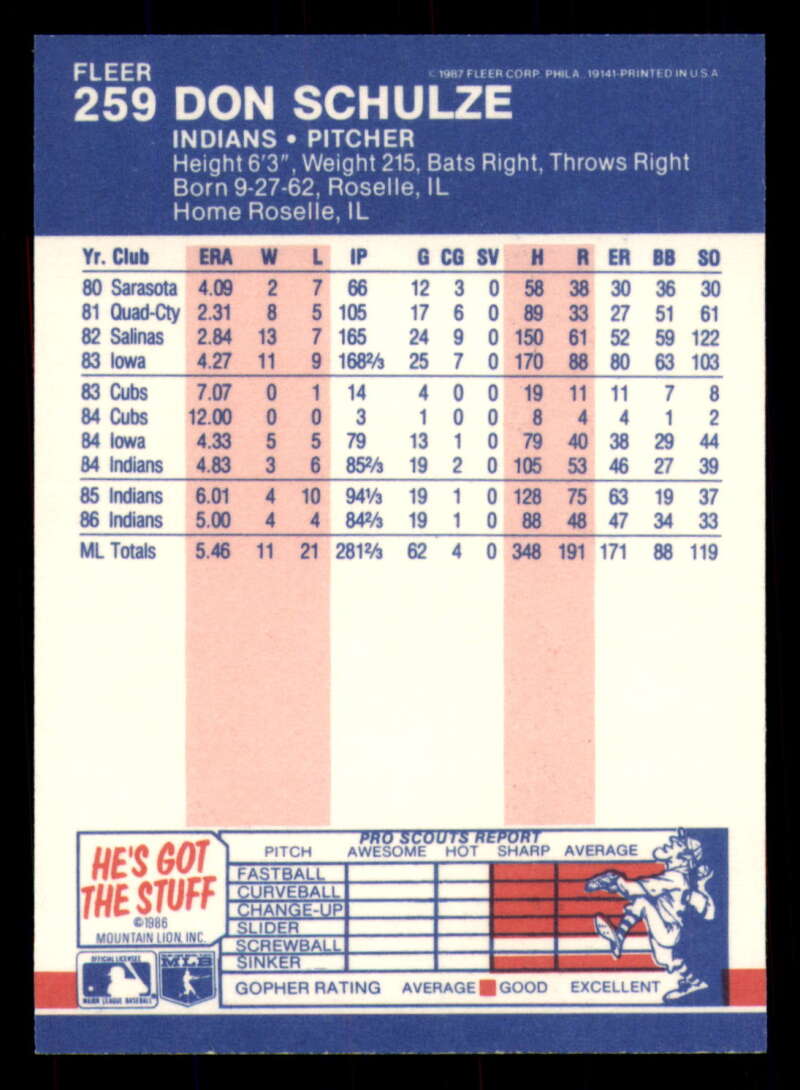 FLEER
© 1987 FLEER CORP. PHILA. 19141-PRINTED IN U.S.A.
259 DON SCHULZE
INDIANS • PITCHER
Height 6'3", Weight 215, Bats Right, Throws Right
Born 9-27-62, Roselle, IL
Home Roselle, IL
Yr. Club ERA W L IP G CG SV H R ER BB SO
80 Sarasota 4.09 2 7 66 12 3 0 58 38 30 36 30
81 Quad-Cty 2.31 8 5 105 17 6 0 89 33 27 51 61
82 Salinas 2.84 13 7 165 24 9 0 150 61 52 59 122
83 Iowa 4.27 11 9 168⅔ 25 7 0 170 88 80 63 103
83 Cubs 7.07 0 1 14 4 0 0 19 11 11 7 8
84 Cubs 12.00 0 0 3 1 0 0 8 4 4 1 2
84 Iowa 4.33 5 5 79 13 1 0 79 40 38 29 44
84 Indians 4.83 3 6 85⅔ 19 2 0 105 53 46 27 39
85 Indians 6.01 4 10 94⅓ 19 1 0 128 75 63 19 37
86 Indians 5.00 4 4 84⅔ 19 1 0 88 48 47 34 33
ML Totals 5.46 11 21 281⅔ 62 4 0 348 191 171 88 119
HE'S GOT
THE STUFF
©1986
MOUNTAIN LION, INC.
OFFICIAL LICENSEE
MAJOR LEAGUE BASEBALL
MLB
PRO SCOUTS REPORT
PITCH AWESOME HOT SHARP AVERAGE
FASTBALL
CURVEBALL
CHANGE-UP
SLIDER
SCREWBALL
SINKER
GOPHER RATING AVERAGE GOOD EXCELLENT